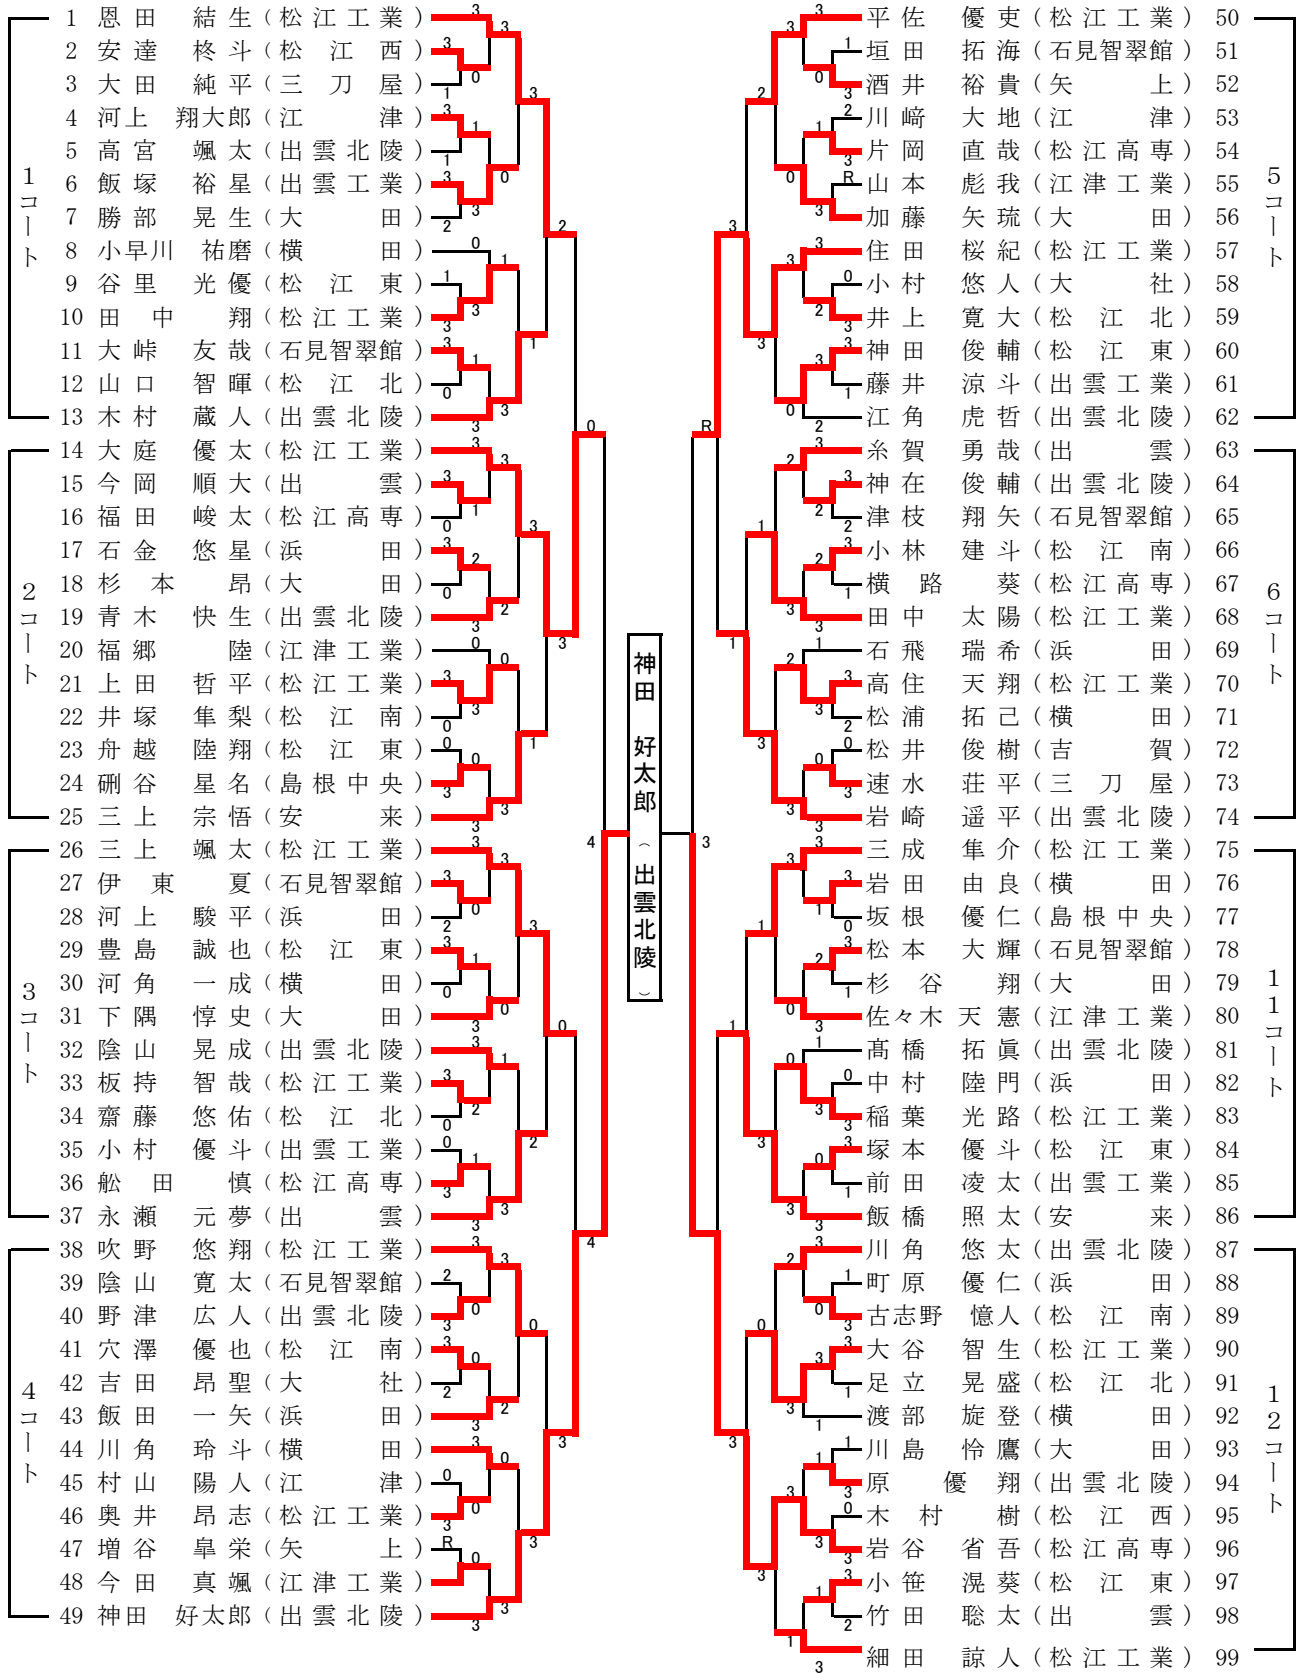 1コート
1 恩田 結生（松江工業）
2 安達 柊斗（松江西）
3 大田 純平（三刀屋）
4 河上 翔大郎（江津）
5 高宮 颯太（出雲北陵）
6 飯塚 裕星（出雲工業）
7 勝部 晃生（大田）
8 小早川 祐磨（横田）
9 谷里 光優（松江東）
10 田中 翔（松江工業）
11 大峠 友哉（石見智翠館）
12 山口 智暉（松江北）
13 木村 蔵人（出雲北陵）
2コート
14 大庭 優太（松江工業）
15 今岡 順大（出雲）
16 福田 峻太（松江高専）
17 石金 悠星（浜田）
18 杉本 昂（大田）
19 青木 快生（出雲北陵）
20 福郷 陸（江津工業）
21 上田 哲平（松江工業）
22 井塚 隼梨（松江南）
23 舟越 陸翔（松江東）
24 硎谷 星名（島根中央）
25 三上 宗悟（安来）
3コート
26 三上 颯太（松江工業）
27 伊東 夏（石見智翠館）
28 河上 駿平（浜田）
29 豊島 誠也（松江東）
30 河角 一成（横田）
31 下隅 惇史（大田）
32 陰山 晃成（出雲北陵）
33 板持 智哉（松江工業）
34 齋藤 悠佑（松江北）
35 小村 優斗（出雲工業）
36 舩田 慎（松江高専）
37 永瀬 元夢（出雲）
4コート
38 吹野 悠翔（松江工業）
39 陰山 寛太（石見智翠館）
40 野津 広人（出雲北陵）
41 穴澤 優也（松江南）
42 吉田 昂聖（大社）
43 飯田 一矢（浜田）
44 川角 玲斗（横田）
45 村山 陽人（江津）
46 奥井 昂志（松江工業）
47 増谷 皐栄（矢上）
48 今田 真颯（江津工業）
49 神田 好太郎（出雲北陵）
神田 好太郎（出雲北陵）
4 3
5コート
平佐 優吏（松江工業） 50
垣田 拓海（石見智翠館） 51
酒井 裕貴（矢上） 52
川﨑 大地（江津） 53
片岡 直哉（松江高専） 54
山本 彪我（江津工業） 55
加藤 矢琉（大田） 56
住田 桜紀（松江工業） 57
小村 悠人（大社） 58
井上 寛大（松江北） 59
神田 俊輔（松江東） 60
藤井 涼斗（出雲工業） 61
江角 虎哲（出雲北陵） 62
6コート
糸賀 勇哉（出雲） 63
神在 俊輔（出雲北陵） 64
津枝 翔矢（石見智翠館） 65
小林 建斗（松江南） 66
横路 葵（松江高専） 67
田中 太陽（松江工業） 68
石飛 瑞希（浜田） 69
高住 天翔（松江工業） 70
松浦 拓己（横田） 71
松井 俊樹（吉賀） 72
速水 荘平（三刀屋） 73
岩崎 遥平（出雲北陵） 74
11コート
三成 隼介（松江工業） 75
岩田 由良（横田） 76
坂根 優仁（島根中央） 77
松本 大輝（石見智翠館） 78
杉谷 翔（大田） 79
佐々木 天憲（江津工業） 80
髙橋 拓眞（出雲北陵） 81
中村 陸門（浜田） 82
稲葉 光路（松江工業） 83
塚本 優斗（松江東） 84
前田 凌太（出雲工業） 85
飯橋 照太（安来） 86
12コート
川角 悠太（出雲北陵） 87
町原 優仁（浜田） 88
古志野 憶人（松江南） 89
大谷 智生（松江工業） 90
足立 晃盛（松江北） 91
渡部 旋登（横田） 92
川島 怜鷹（大田） 93
原 優翔（出雲北陵） 94
木村 樹（松江西） 95
岩谷 省吾（松江高専） 96
小笹 滉葵（松江東） 97
竹田 聡太（出雲） 98
細田 諒人（松江工業） 99